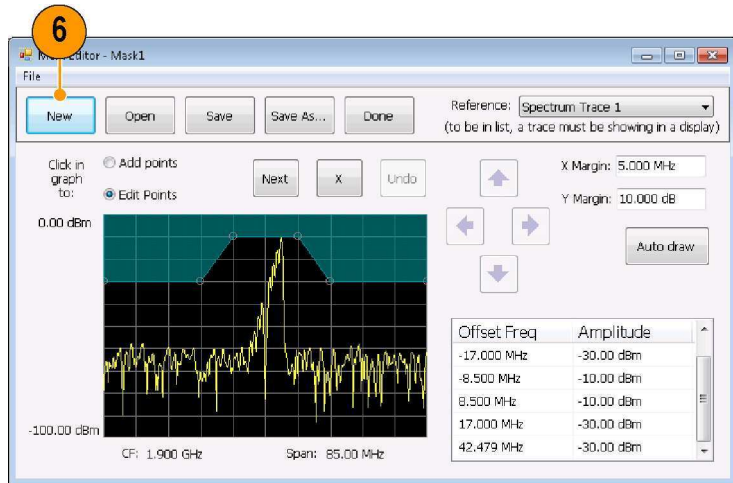 6
Editor - Mask1
File
New Open Save Save As... Done
Reference: Spectrum Trace 1
(to be in list, a trace must be showing in a display)
Click in graph to:
Add points
Edit Points
Next X Undo
X Margin: 5.000 MHz
Y Margin: 10.000 dB
Auto draw
0.00 dBm
-100.00 dBm
CF: 1.900 GHz Span: 85.00 MHz
Offset Freq Amplitude
-17.000 MHz -30.00 dBm
-8.500 MHz -10.00 dBm
8.500 MHz -10.00 dBm
17.000 MHz -30.00 dBm
42.479 MHz -30.00 dBm